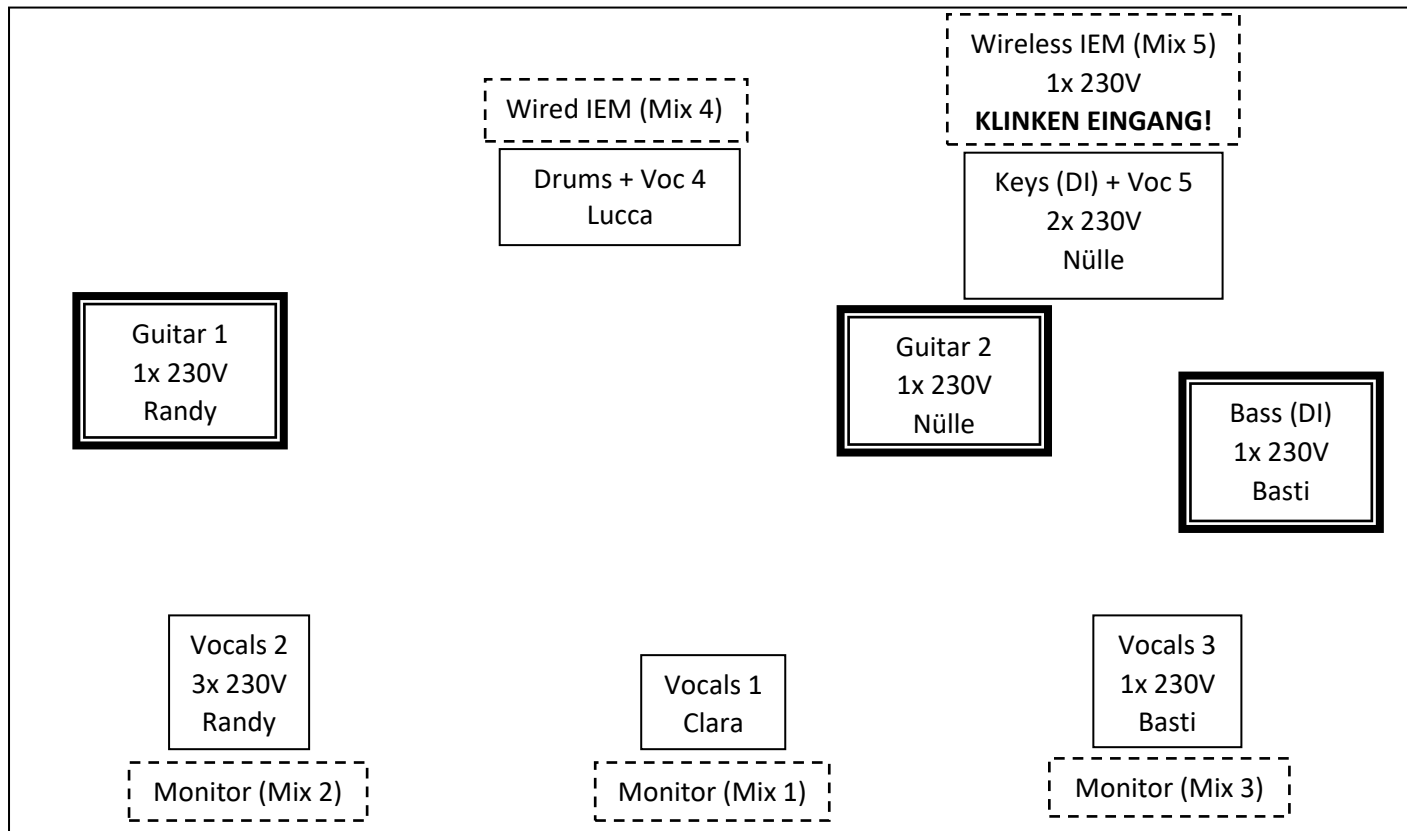 Wireless IEM (Mix 5)
1x 230V
KLINKEN EINGANG!
Wired IEM (Mix 4)
Drums + Voc 4
Lucca
Keys (DI) + Voc 5
2x 230V
Nülle
Guitar 1
1x 230V
Randy
Guitar 2
1x 230V
Nülle
Bass (DI)
1x 230V
Basti
Vocals 2
3x 230V
Randy
Vocals 1
Clara
Vocals 3
1x 230V
Basti
Monitor (Mix 2)
Monitor (Mix 1)
Monitor (Mix 3)